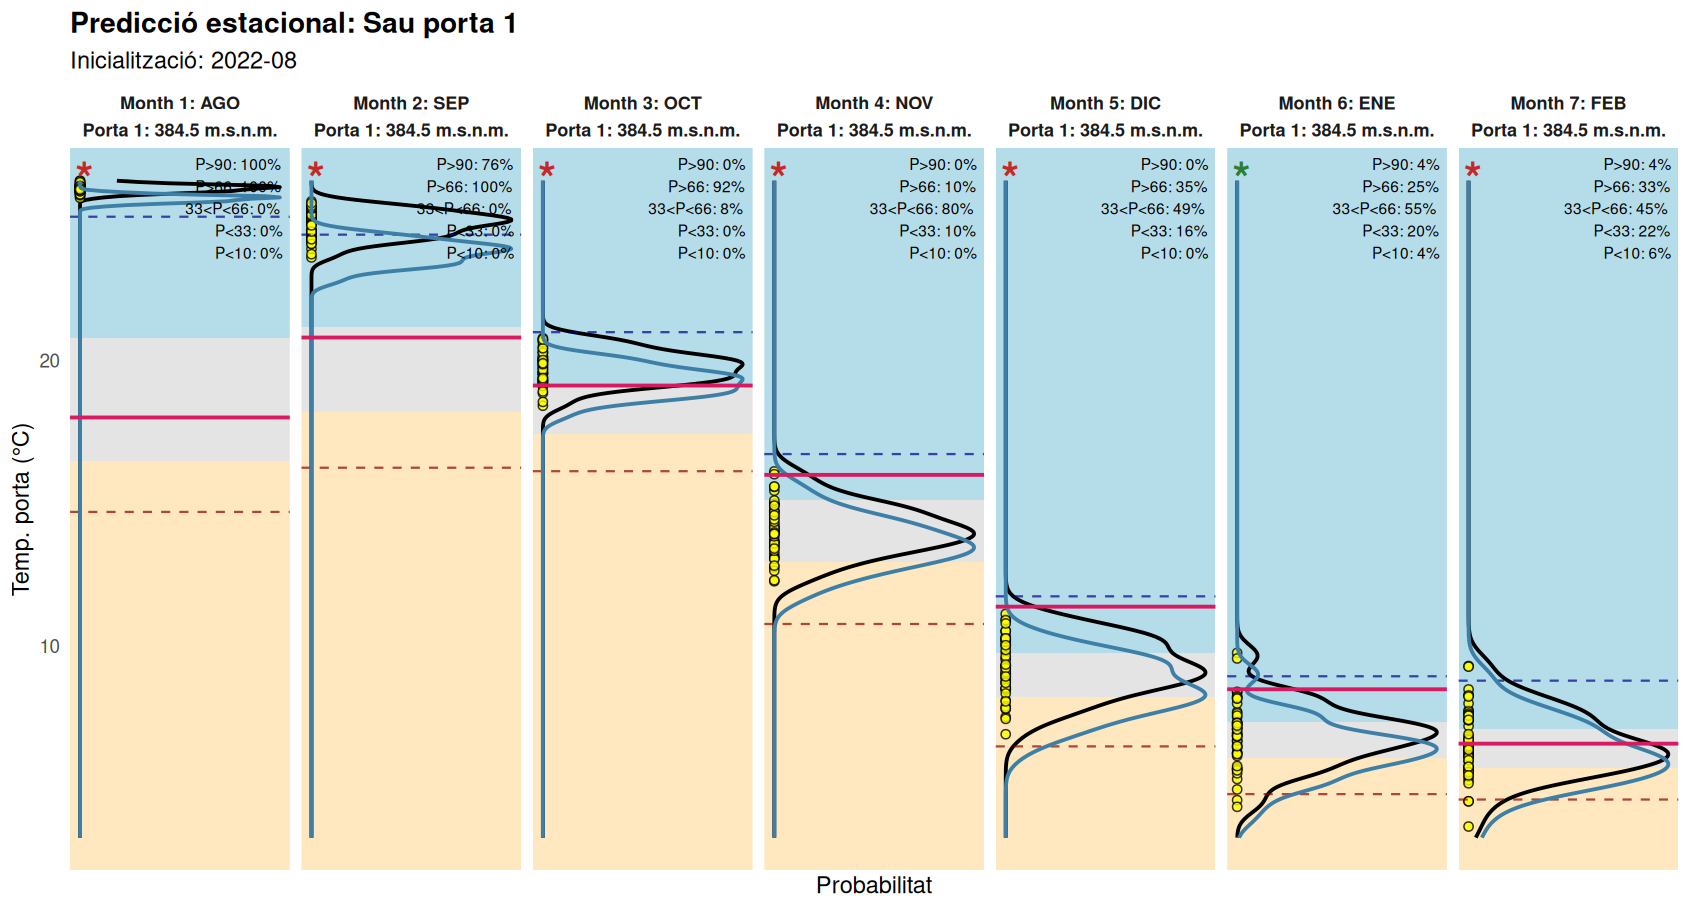 Predicció estacional: Sau porta 1
Inicialització: 2022-08
Month 1: AGO
Porta 1: 384.5 m.s.n.m.
Month 2: SEP
Porta 1: 384.5 m.s.n.m.
Month 3: OCT
Porta 1: 384.5 m.s.n.m.
Month 4: NOV
Porta 1: 384.5 m.s.n.m.
Month 5: DIC
Porta 1: 384.5 m.s.n.m.
Month 6: ENE
Porta 1: 384.5 m.s.n.m.
Month 7: FEB
Porta 1: 384.5 m.s.n.m.
*
P>90: 100%
P>66: 100%
33<P<66: 0%
P<33: 0%
P<10: 0%
*
P>90: 76%
P>66: 100%
33<P<66: 0%
P<33: 0%
P<10: 0%
*
P>90: 0%
P>66: 92%
33<P<66: 8%
P<33: 0%
P<10: 0%
*
P>90: 0%
P>66: 10%
33<P<66: 80%
P<33: 10%
P<10: 0%
*
P>90: 0%
P>66: 35%
33<P<66: 49%
P<33: 16%
P<10: 0%
*
P>90: 4%
P>66: 25%
33<P<66: 55%
P<33: 20%
P<10: 4%
*
P>90: 4%
P>66: 33%
33<P<66: 45%
P<33: 22%
P<10: 6%
20
10
Temp. porta (°C)
Probabilitat